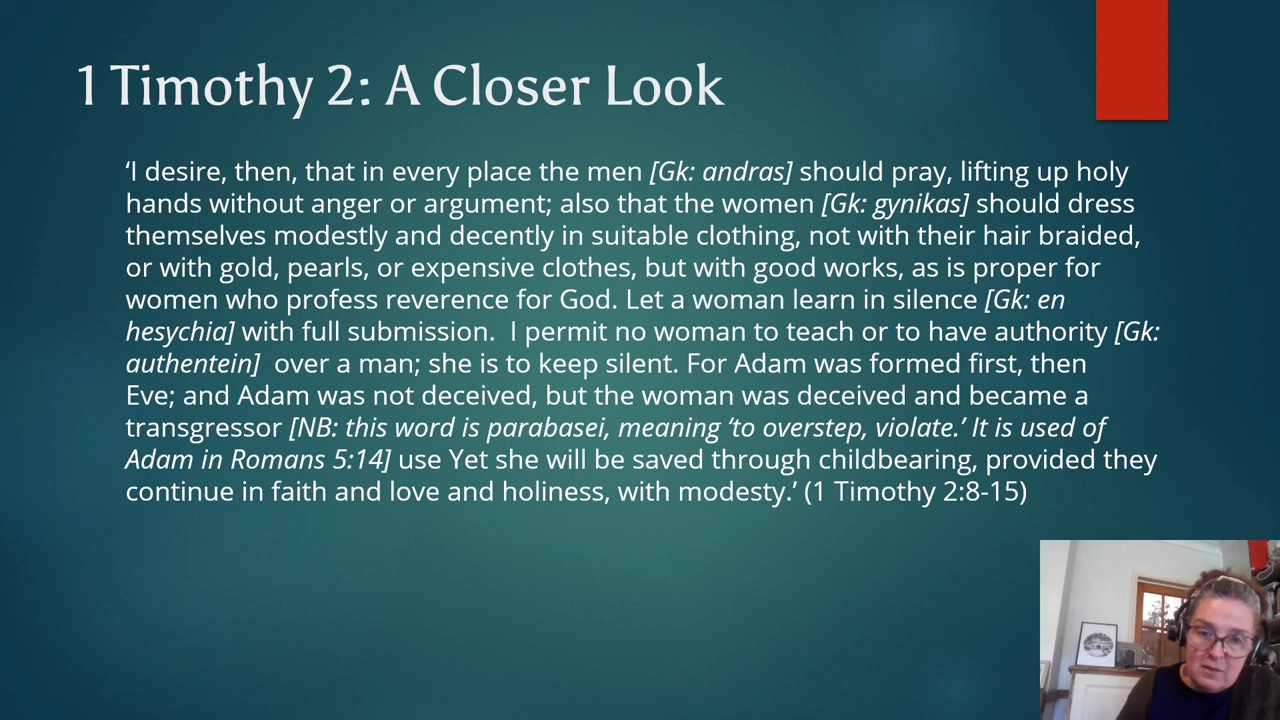 1 Timothy 2: A Closer Look
‘I desire, then, that in every place the men [Gk: andras] should pray, lifting up holy
hands without anger or argument; also that the women [Gk: gynikas] should dress
themselves modestly and decently in suitable clothing, not with their hair braided,
or with gold, pearls, or expensive clothes, but with good works, as is proper for
women who profess reverence for God. Let a woman learn in silence [Gk: en
hesychia] with full submission.  I permit no woman to teach or to have authority [Gk:
authentein]  over a man; she is to keep silent. For Adam was formed first, then
Eve; and Adam was not deceived, but the woman was deceived and became a
transgressor [NB: this word is parabasei, meaning ‘to overstep, violate.’ It is used of
Adam in Romans 5:14] use Yet she will be saved through childbearing, provided they
continue in faith and love and holiness, with modesty.’ (1 Timothy 2:8-15)